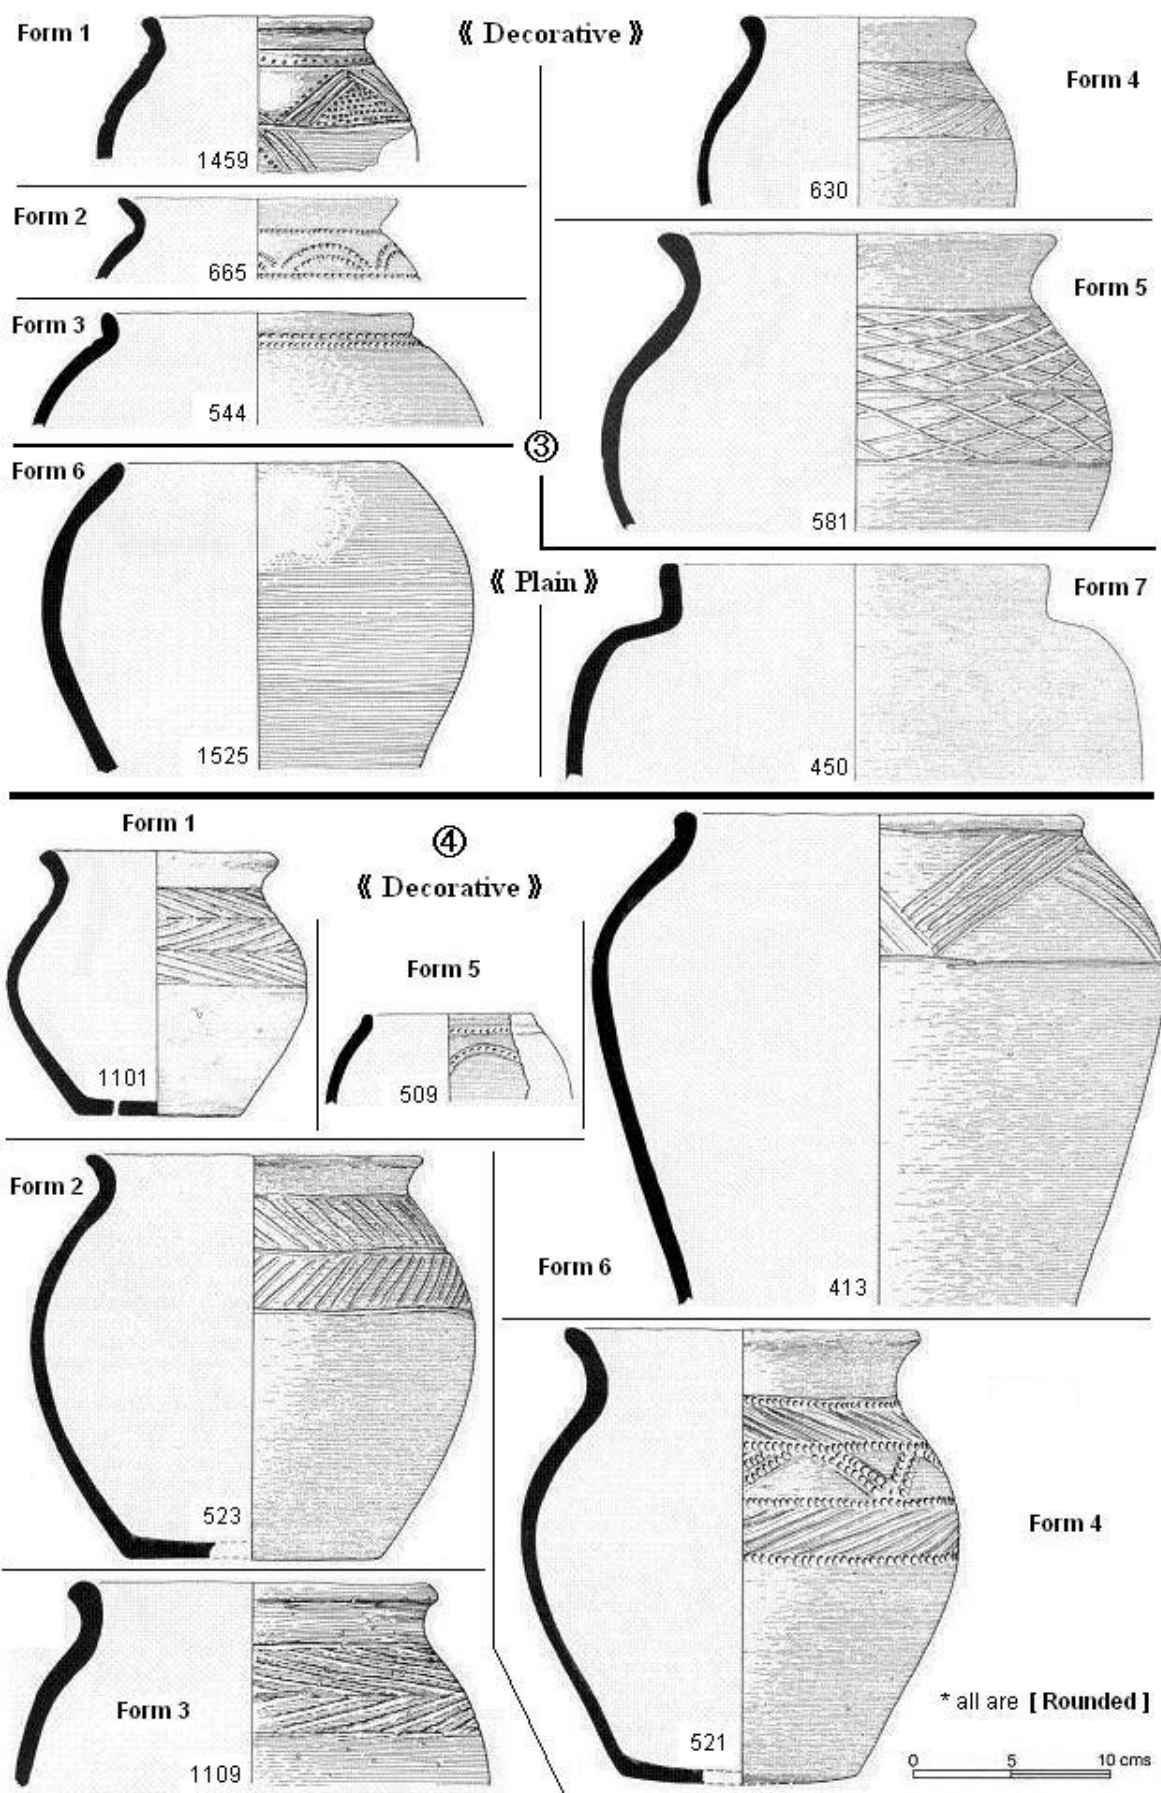 Form 1
1459
Form 2
665
Form 3
544
⟪ Decorative ⟫
Form 4
630
Form 5
581
③
Form 6
1525
⟪ Plain ⟫
Form 7
450
Form 1
1101
④
⟪ Decorative ⟫
Form 5
509
Form 6
413
Form 2
523
Form 3
1109
Form 4
521
* all are [ Rounded ]
0 5 10 cms